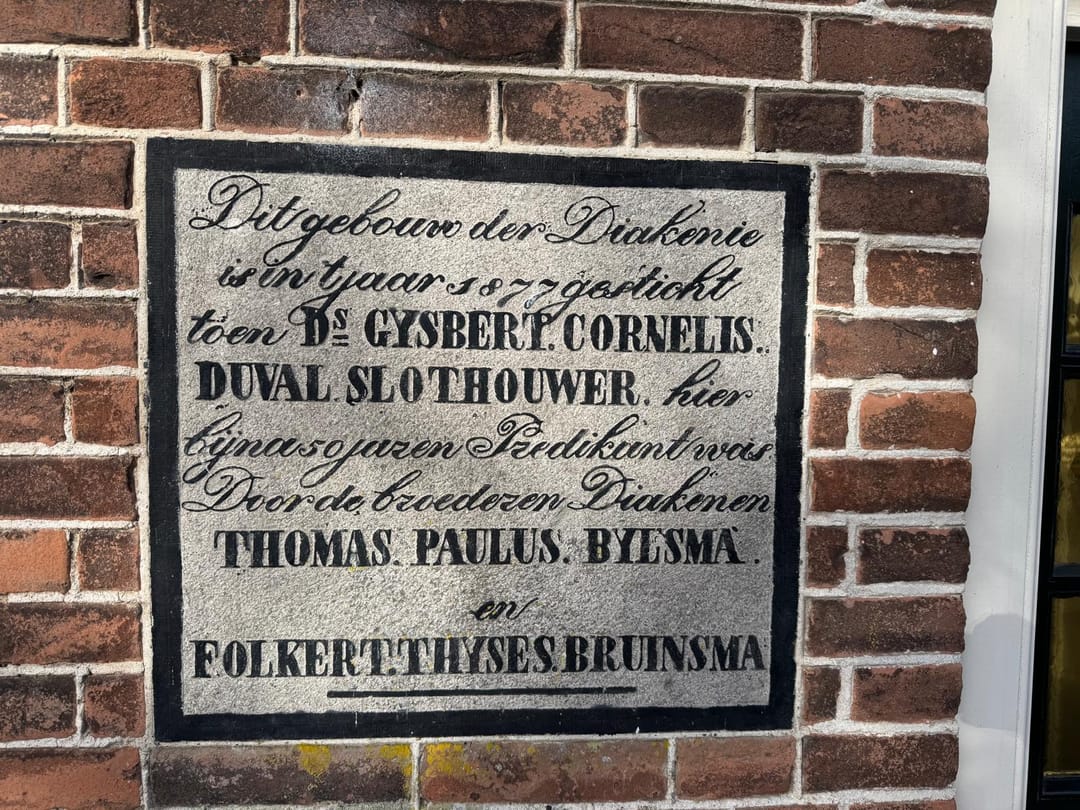 Dit gebouw der Diakenie
is in tjaar 1877 gesticht
toen Ds GYSBERT. CORNELIS.
DUVAL. SLOTHOUWER. hier
bijna 50 jaren Predikant was
Door de broederen Diakenen
THOMAS. PAULUS. BYLSMA.
en
FOLKERT. THYSES. BRUINSMA